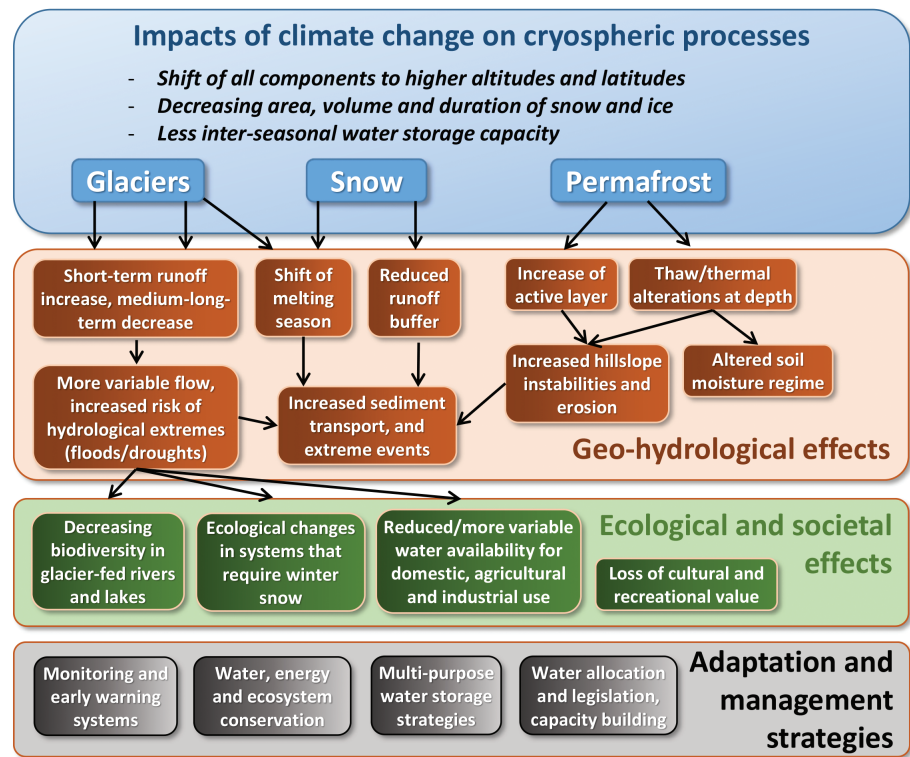 Impacts of climate change on cryospheric processes
- Shift of all components to higher altitudes and latitudes
- Decreasing area, volume and duration of snow and ice
- Less inter-seasonal water storage capacity
Glaciers
Snow
Permafrost
Short-term runoff
increase, medium-long-
term decrease
Shift of
melting
season
Reduced
runoff
buffer
Increase of
active layer
Thaw/thermal
alterations at depth
More variable flow,
increased risk of
hydrological extremes
(floods/droughts)
Increased sediment
transport, and
extreme events
Increased hillslope
instabilities and
erosion
Altered soil
moisture regime
Geo-hydrological effects
Decreasing
biodiversity in
glacier-fed rivers
and lakes
Ecological changes
in systems that
require winter
snow
Reduced/more variable
water availability for
domestic, agricultural
and industrial use
Ecological and societal
effects
Loss of cultural and
recreational value
Monitoring and
early warning
systems
Water, energy
and ecosystem
conservation
Multi-purpose
water storage
strategies
Water allocation
and legislation,
capacity building
Adaptation and
management
strategies